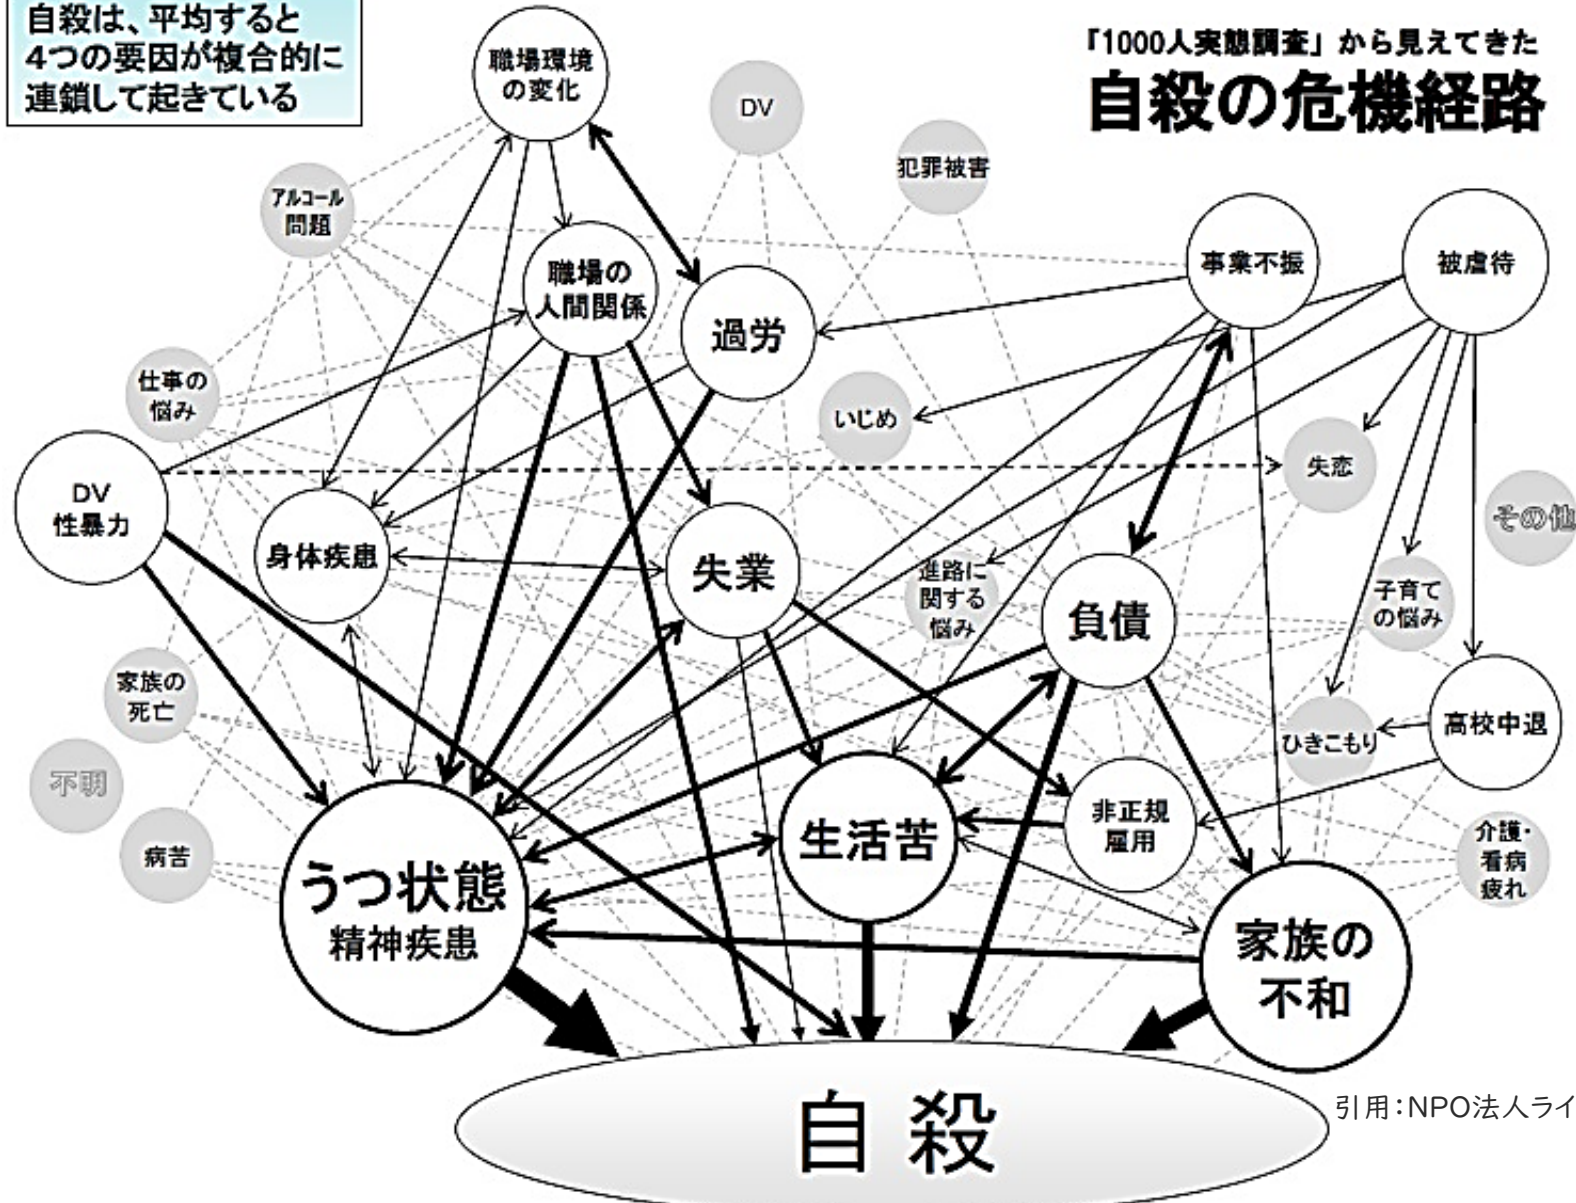 自殺は、平均すると
4つの要因が複合的に
連鎖して起きている
「1000人実態調査」から見えてきた
自殺の危機経路
職場環境
の変化
DV
犯罪被害
アルコール
問題
職場の
人間関係
過労
事業不振
被虐待
仕事の
悩み
いじめ
失恋
DV
性暴力
その他
身体疾患
失業
進路に
関する
悩み
負債
子育て
の悩み
家族の
死亡
ひきこもり
高校中退
不明
病苦
生活苦
非正規
雇用
介護・
看病
疲れ
うつ状態
精神疾患
家族の
不和
自殺
引用：NPO法人ライ